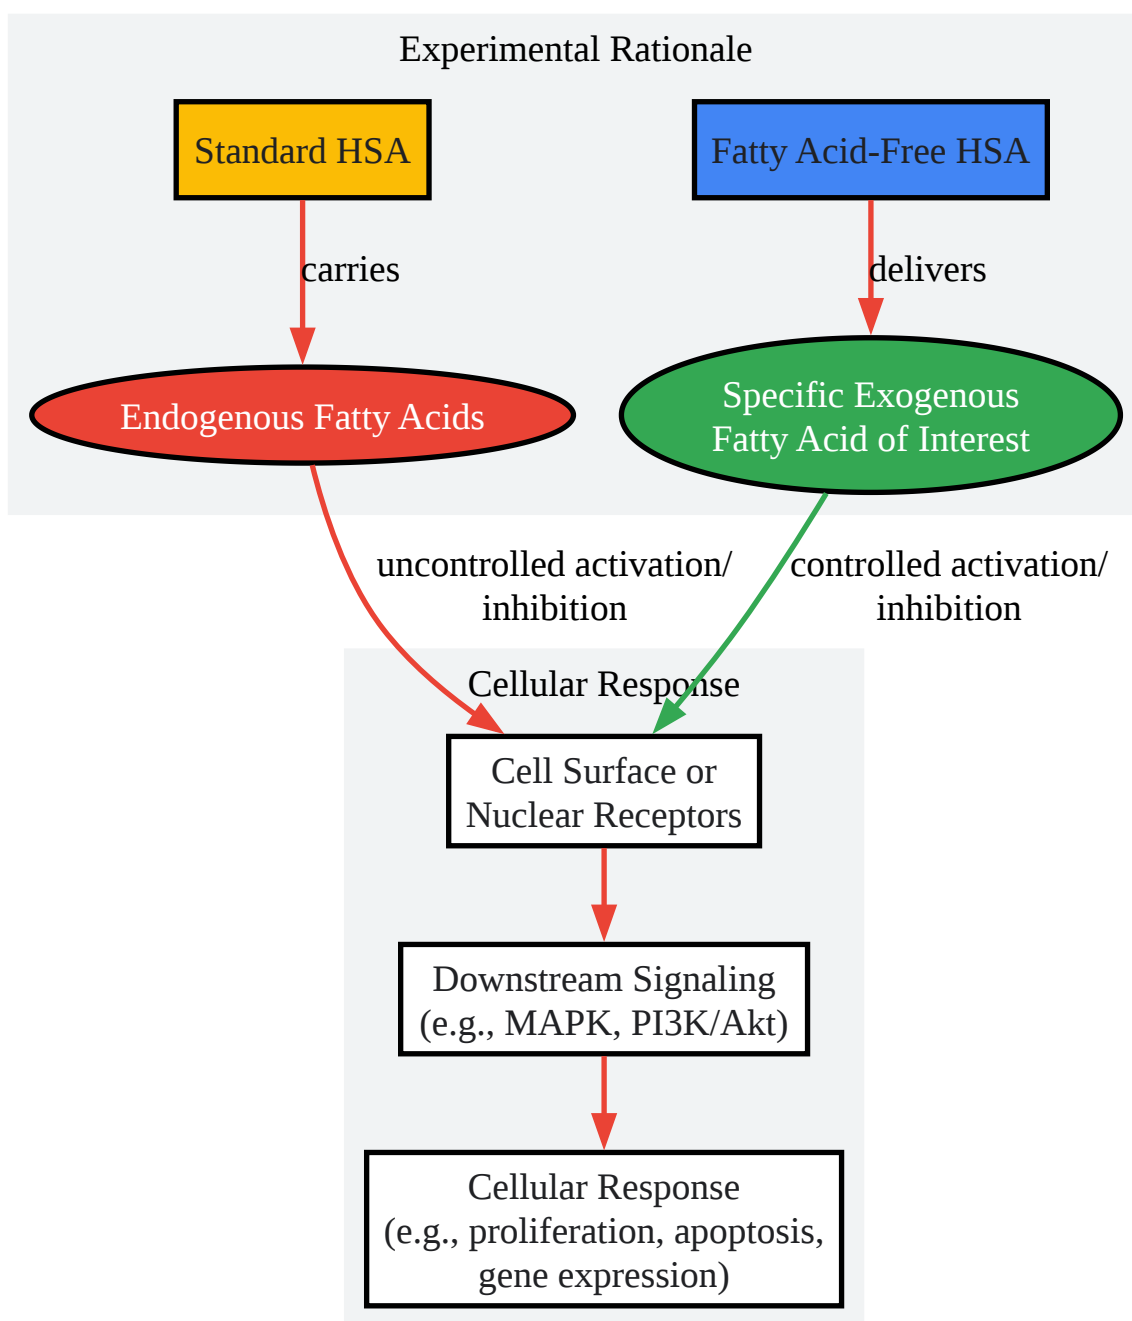 Experimental Rationale
Standard HSA
Fatty Acid-Free HSA
carries
delivers
Endogenous Fatty Acids
Specific Exogenous
Fatty Acid of Interest
uncontrolled activation/
inhibition
controlled activation/
inhibition
Cellular Response
Cell Surface or
Nuclear Receptors
Downstream Signaling
(e.g., MAPK, PI3K/Akt)
Cellular Response
(e.g., proliferation, apoptosis,
gene expression)